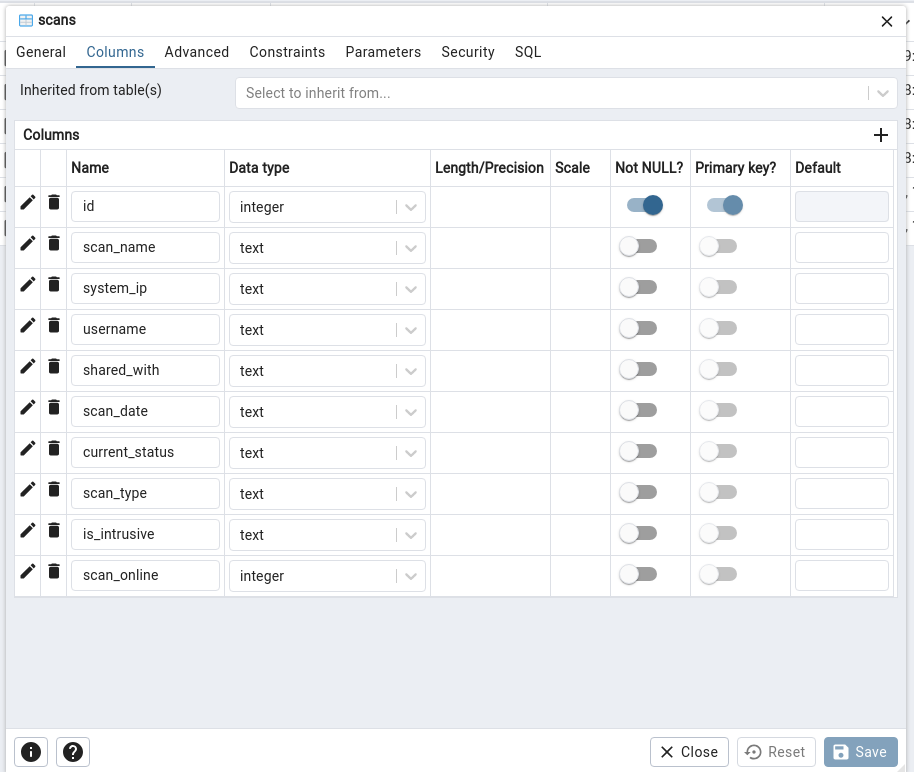 scans
General Columns Advanced Constraints Parameters Security SQL
Inherited from table(s) Select to inherit from...
Columns
Name Data type Length/Precision Scale Not NULL? Primary key? Default
id integer
scan_name text
system_ip text
username text
shared_with text
scan_date text
current_status text
scan_type text
is_intrusive text
scan_online integer
Close Reset Save